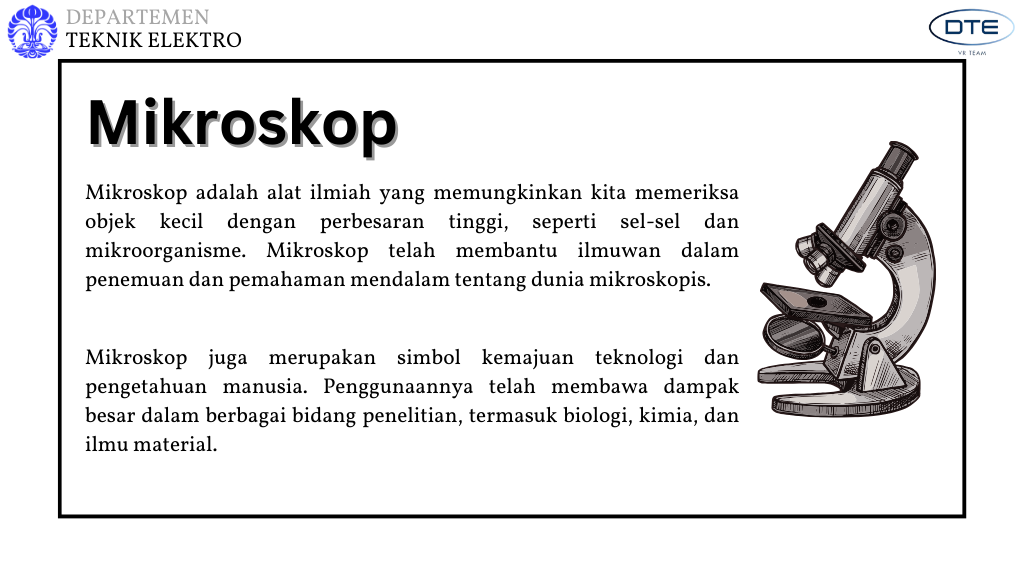 DEPARTEMEN
TEKNIK ELEKTRO
DTE
VR TEAM
Mikroskop
Mikroskop adalah alat ilmiah yang memungkinkan kita memeriksa
objek kecil dengan perbesaran tinggi, seperti sel-sel dan
mikroorganisme. Mikroskop telah membantu ilmuwan dalam
penemuan dan pemahaman mendalam tentang dunia mikroskopis.
Mikroskop juga merupakan simbol kemajuan teknologi dan
pengetahuan manusia. Penggunaannya telah membawa dampak
besar dalam berbagai bidang penelitian, termasuk biologi, kimia, dan
ilmu material.